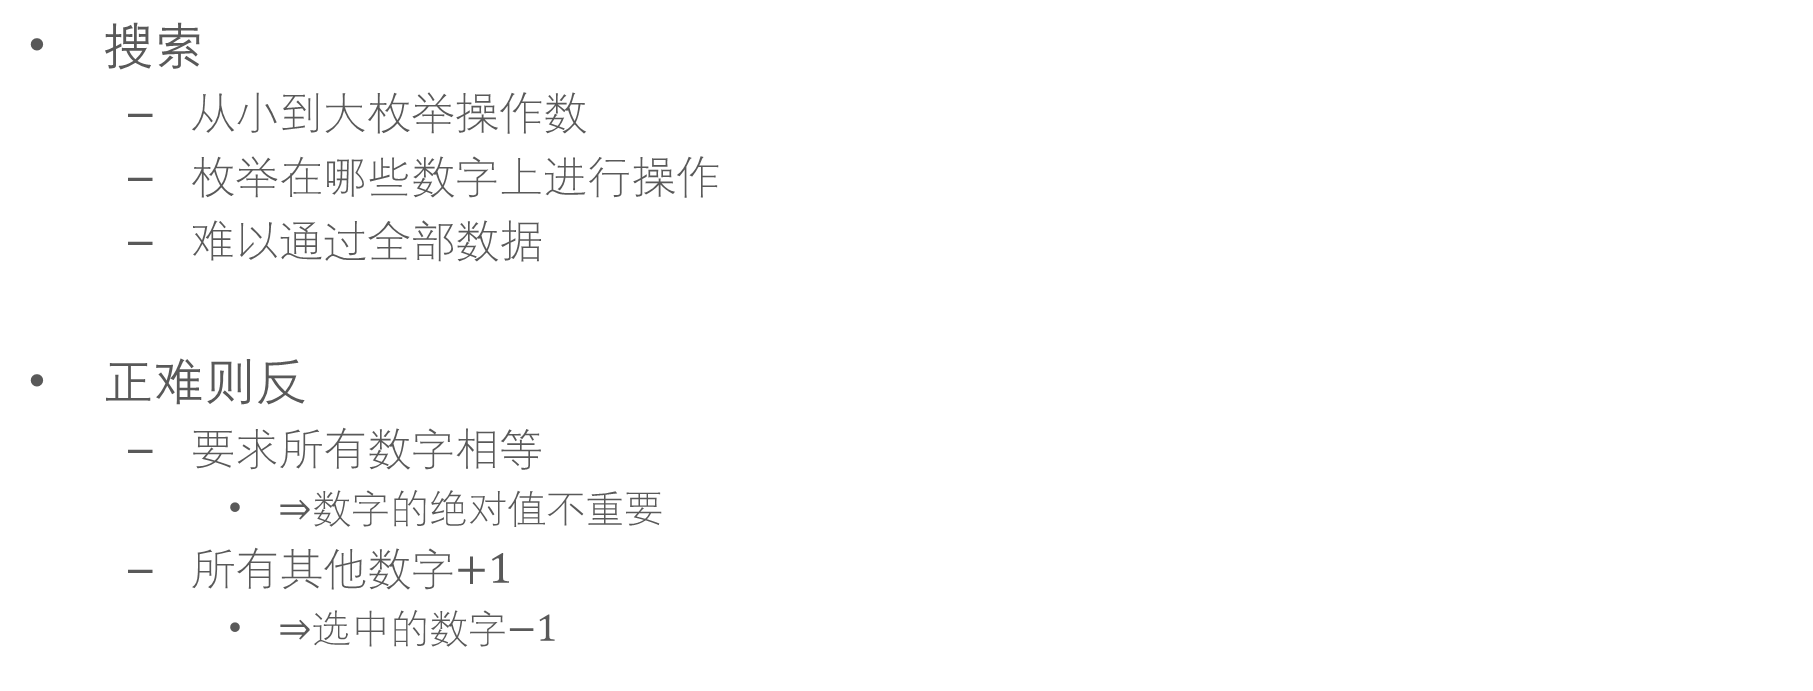 • 搜索
– 从小到大枚举操作数
– 枚举在哪些数字上进行操作
– 难以通过全部数据
• 正难则反
– 要求所有数字相等
• ⇒数字的绝对值不重要
– 所有其他数字+1
• ⇒选中的数字−1